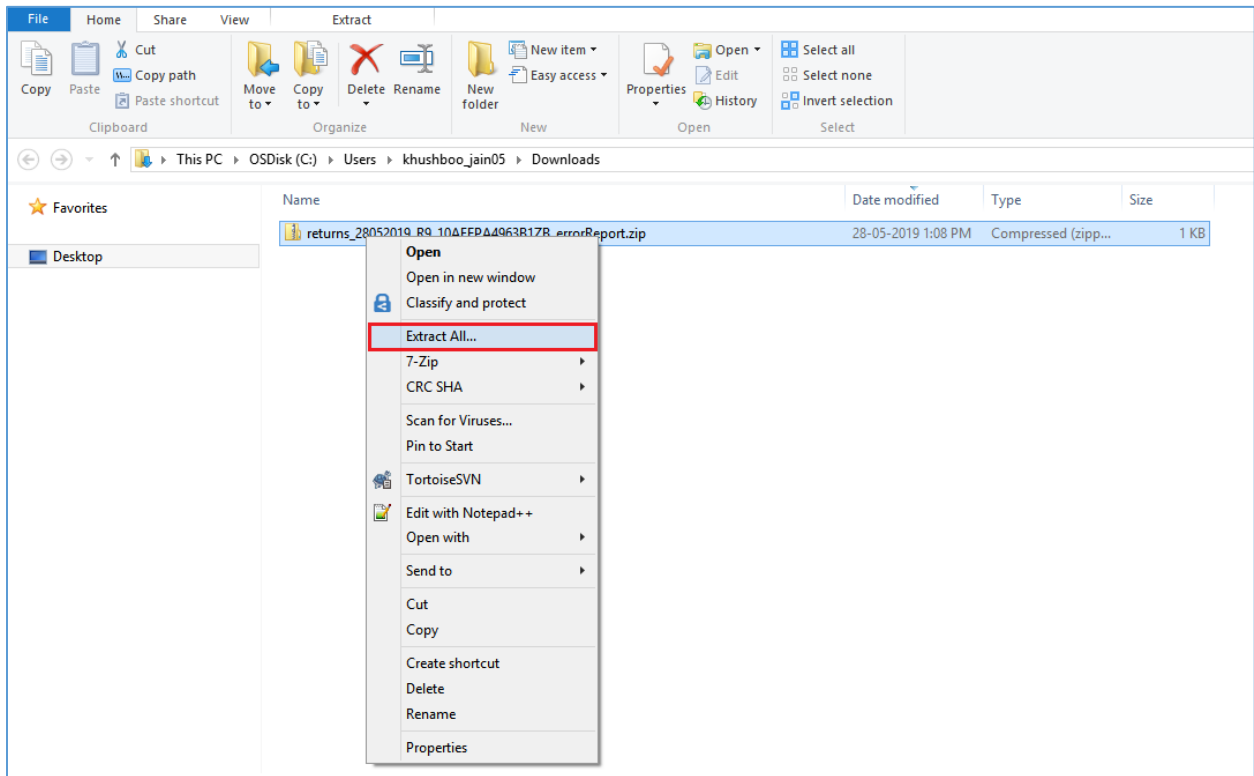 File Home Share View Extract
Cut
Copy path
Paste shortcut
Copy Paste
Clipboard
Move to Copy to Delete Rename
Organize
New folder
New item
Easy access
New
Properties
Open
Edit
History
Open
Select all
Select none
Invert selection
Select
This PC OSDisk (C:) Users khushboo_jain05 Downloads
Favorites
Desktop
Name Date modified Type Size
returns_28052019_R9_10AEFPA4963B1ZB_errorReport.zip 28-05-2019 1:08 PM Compressed (zipp... 1 KB
Open
Open in new window
Classify and protect
Extract All...
7-Zip
CRC SHA
Scan for Viruses...
Pin to Start
TortoiseSVN
Edit with Notepad++
Open with
Send to
Cut
Copy
Create shortcut
Delete
Rename
Properties